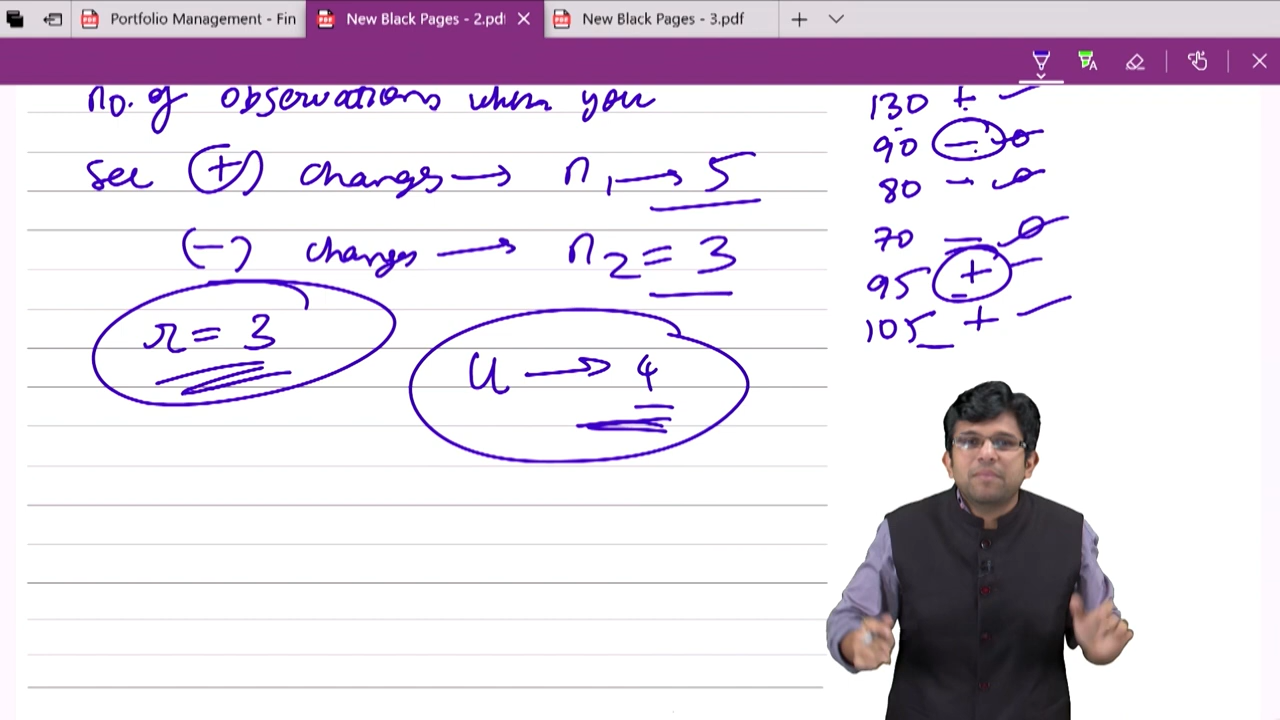 Portfolio Management - Fin
New Black Pages - 2.pdf
New Black Pages - 3.pdf
no. of observations when you
see (+) changes → n1 → 5
(-) changes → n2 = 3
r = 3
u → 4
130 +
90 -
80 -
70 -
95 +
105 +